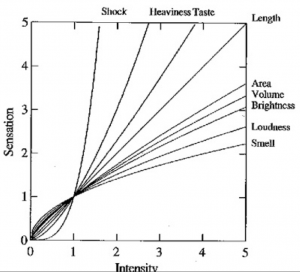 Shock Heaviness Taste
Length
Area
Volume
Brightness
Loudness
Smell
Sensation
5
4
3
2
1
0
0 1 2 3 4 5
Intensity